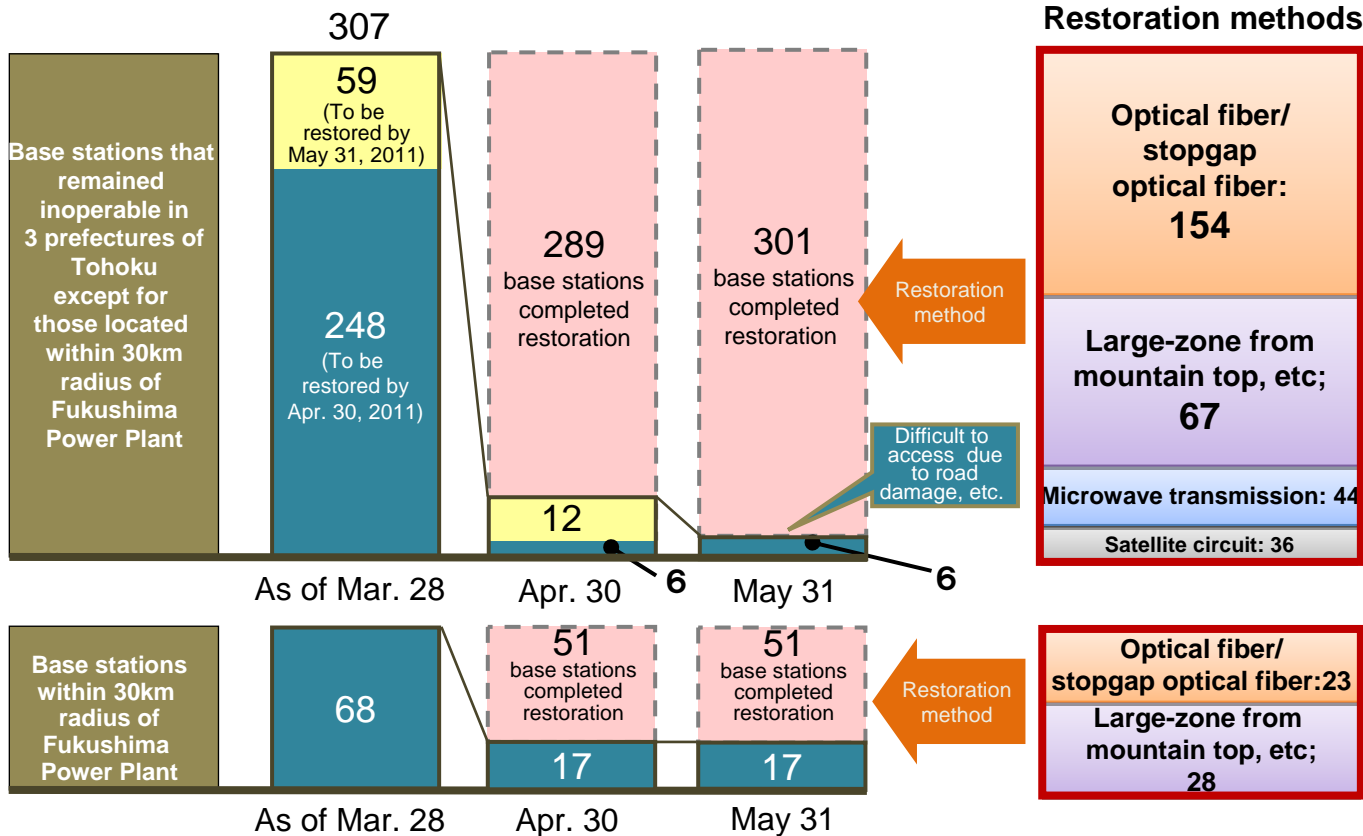 Restoration methods
Base stations that
remained
inoperable in
3 prefectures of
Tohoku
except for
those located
within 30km
radius of
Fukushima
Power Plant
307
59
(To be
restored by
May 31, 2011)
248
(To be
restored by
Apr. 30, 2011)
289
base stations
completed
restoration
12
6
301
base stations
completed
restoration
Difficult to
access due
to road
damage, etc.
6
Restoration
method
Optical fiber/
stopgap
optical fiber:
154
Large-zone from
mountain top, etc;
67
Microwave transmission: 44
Satellite circuit: 36
As of Mar. 28
Apr. 30
May 31
Base stations
within 30km
radius of
Fukushima
Power Plant
68
51
base stations
completed
restoration
17
51
base stations
completed
restoration
17
Restoration
method
Optical fiber/
stopgap optical fiber:23
Large-zone from
mountain top, etc;
28
As of Mar. 28
Apr. 30
May 31